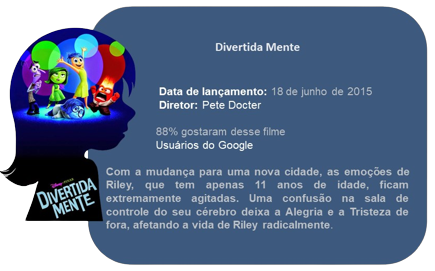 Divertida Mente
Data de lançamento: 18 de junho de 2015
Diretor: Pete Docter
88% gostaram desse filme
Usuários do Google
Com a mudança para uma nova cidade, as emoções de
Riley, que tem apenas 11 anos de idade, ficam
extremamente agitadas. Uma confusão na sala de
controle do seu cérebro deixa a Alegria e a Tristeza de
fora, afetando a vida de Riley radicalmente.
Disney PIXAR
DIVERTIDA
MENTE